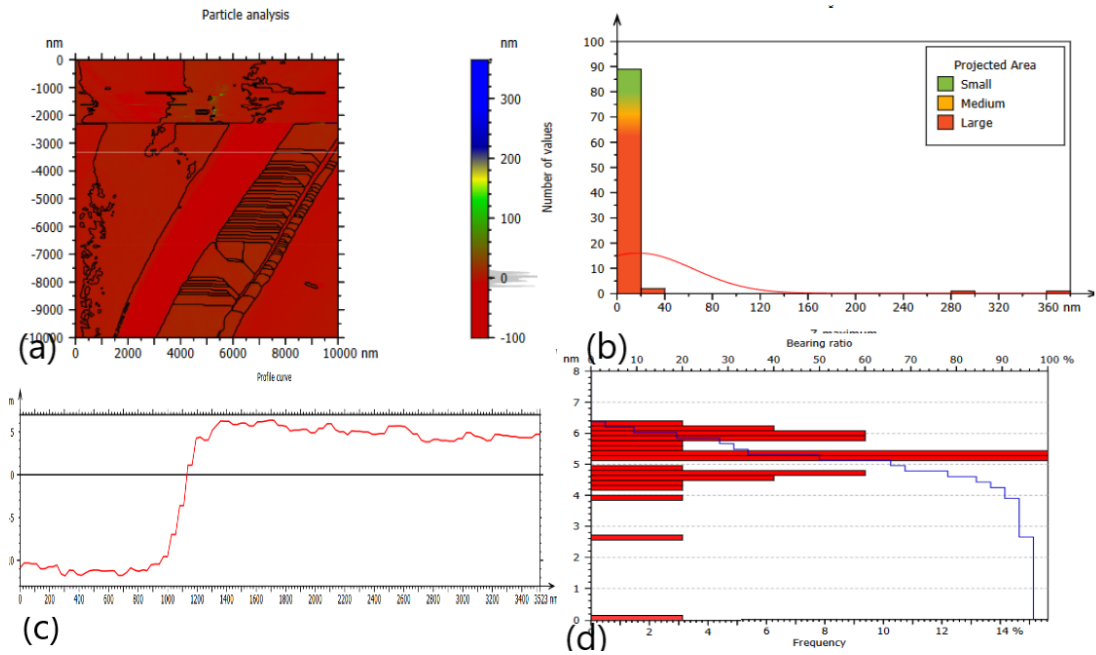 Particle analysis
nm
0
-1000
-2000
-3000
-4000
-5000
-6000
-7000
-8000
-9000
-10000
0 2000 4000 6000 8000 10000 nm
nm
300
200
100
0
-100
(a)
Number of values
100
90
80
70
60
50
40
30
20
10
0
Projected Area
Small
Medium
Large
0 40 80 120 160 200 240 280 320 360 nm
(b)
Profile curve
0 200 400 600 800 1000 1200 1400 1600 1800 2000 2200 2400 2600 2800 3000 3200 3400 3523
5
0
-5
(c)
Bearing ratio
0 10 20 30 40 50 60 70 80 90 100 %
nm
8
7
6
5
4
3
2
1
0
2 4 6 8 10 12 14 %
Frequency
(d)